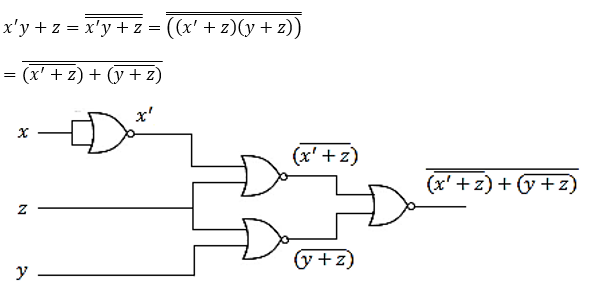 x'y + z = \overline{\overline{x'y + z}} = \overline{\overline{((x' + z)(y + z))}}
= \overline{\overline{(x' + z)} + \overline{(y + z)}}
x'
x
\overline{(x' + z)}
\overline{\overline{(x' + z)} + \overline{(y + z)}}
z
\overline{(y + z)}
y